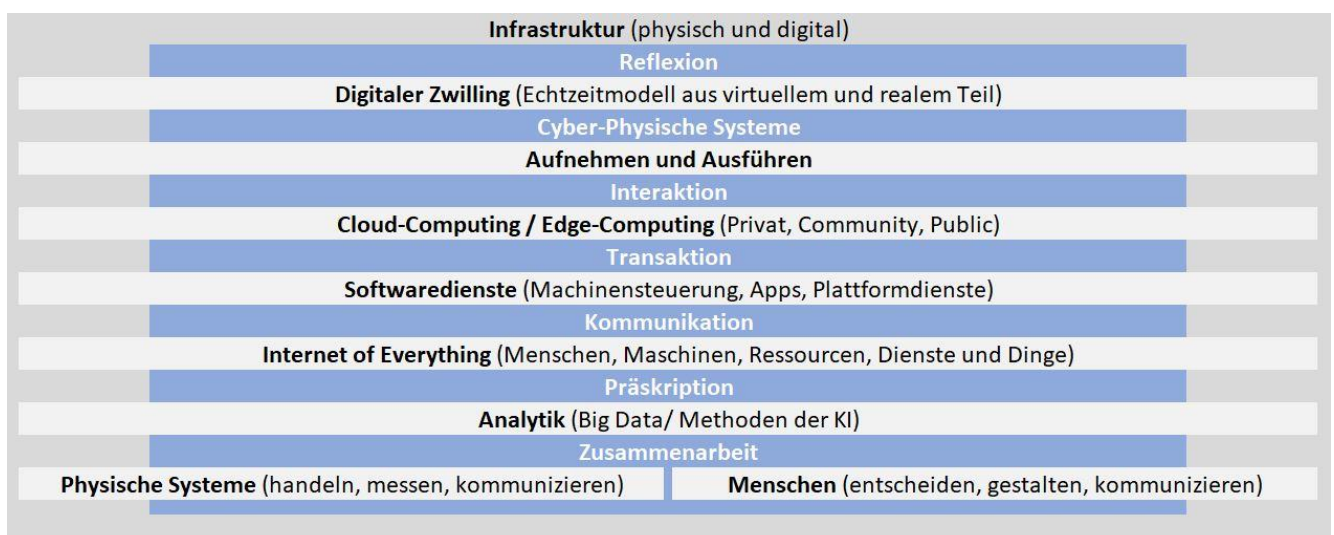 Infrastruktur (physisch und digital)
Reflexion
Digitaler Zwilling (Echtzeitmodell aus virtuellem und realem Teil)
Cyber-Physische Systeme
Aufnehmen und Ausführen
Interaktion
Cloud-Computing / Edge-Computing (Privat, Community, Public)
Transaktion
Softwaredienste (Machinensteuerung, Apps, Plattformdienste)
Kommunikation
Internet of Everything (Menschen, Maschinen, Ressourcen, Dienste und Dinge)
Präskription
Analytik (Big Data/ Methoden der KI)
Zusammenarbeit
Physische Systeme (handeln, messen, kommunizieren)
Menschen (entscheiden, gestalten, kommunizieren)